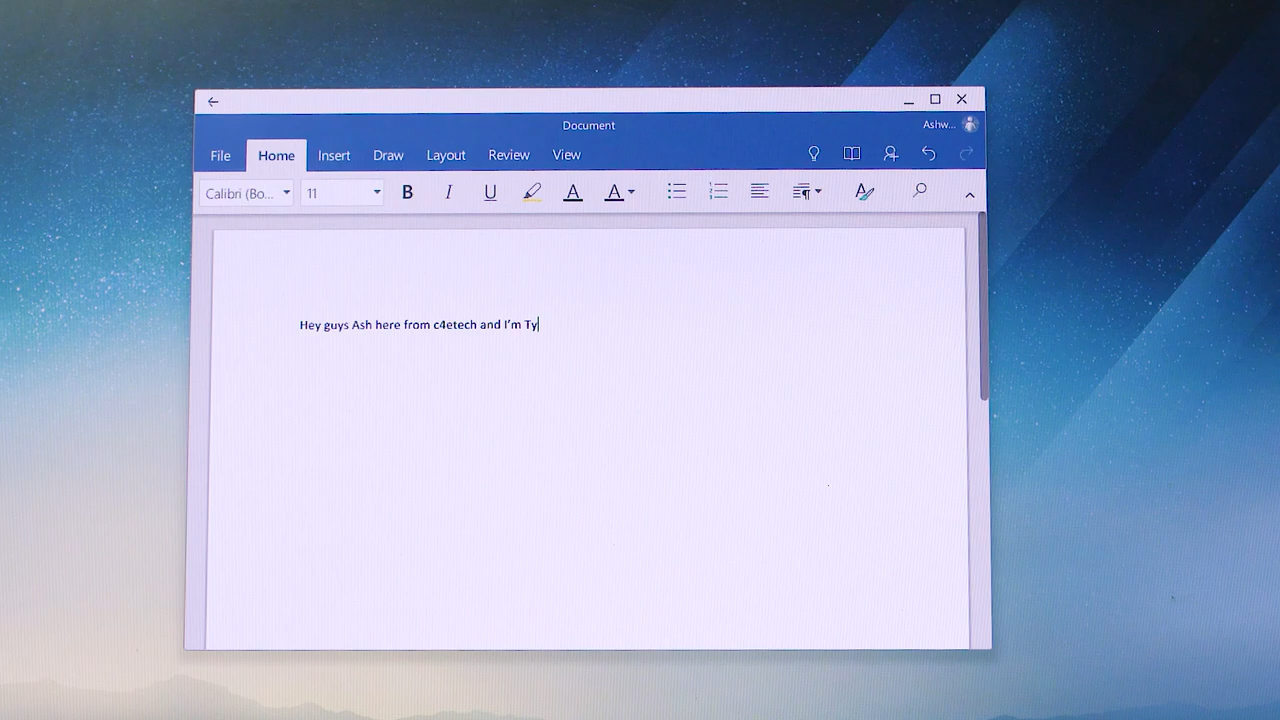 Document
Ashw...
File Home Insert Draw Layout Review View
Calibri (Bo... 11 B I U A A
Hey guys Ash here from c4etech and I'm Ty